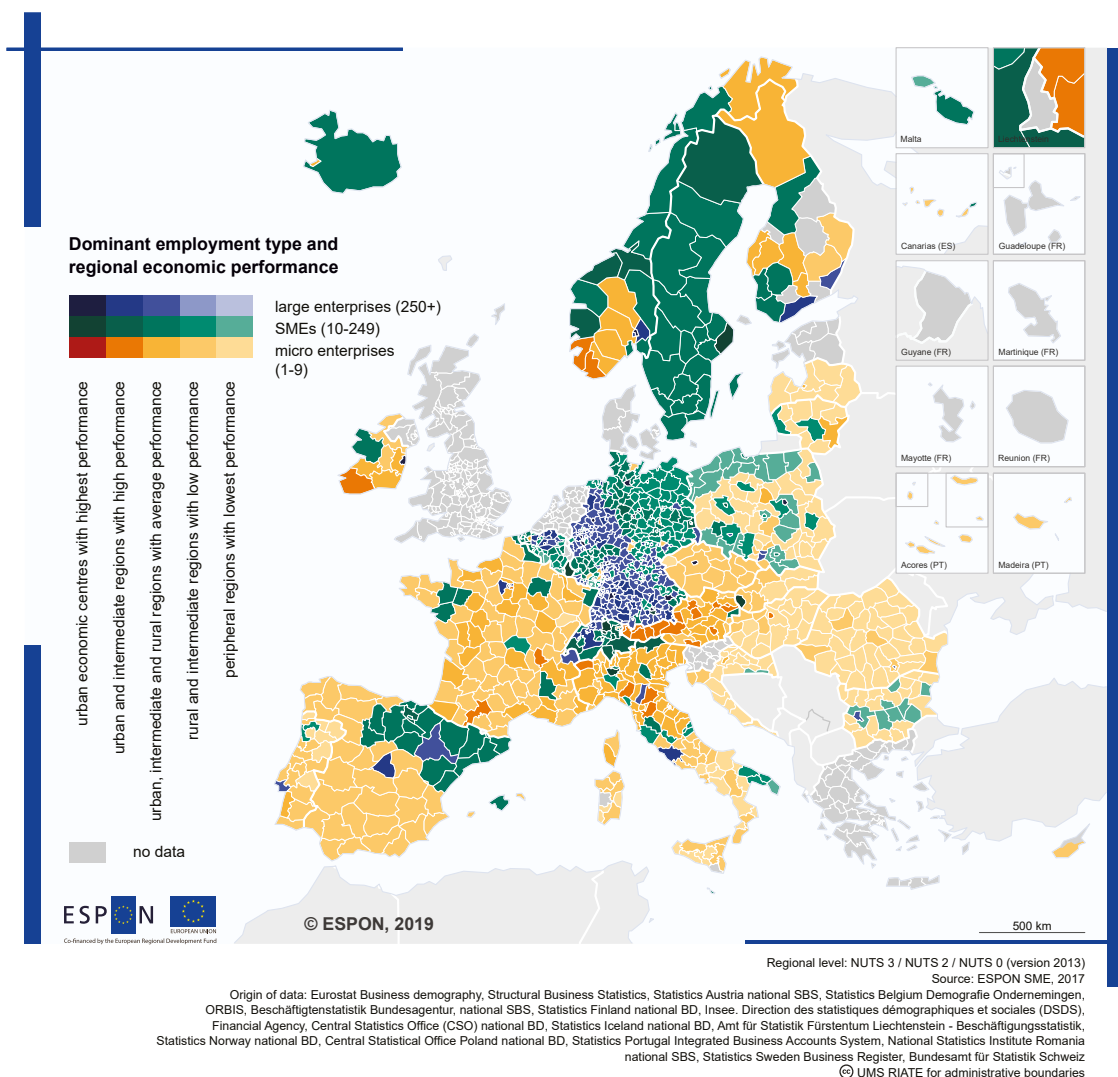 Dominant employment type and
regional economic performance
large enterprises (250+)
SMEs (10-249)
micro enterprises
(1-9)
urban economic centres with highest performance
urban and intermediate regions with high performance
urban, intermediate and rural regions with average performance
rural and intermediate regions with low performance
peripheral regions with lowest performance
no data
Malta
Liechtenstein
Canarias (ES)
Guadeloupe (FR)
Guyane (FR)
Martinique (FR)
Mayotte (FR)
Reunion (FR)
Acores (PT)
Madeira (PT)
ESPON
EUROPEAN UNION
Co-financed by the European Regional Development Fund
© ESPON, 2019
500 km
Regional level: NUTS 3 / NUTS 2 / NUTS 0 (version 2013)
Source: ESPON SME, 2017
Origin of data: Eurostat Business demography, Structural Business Statistics, Statistics Austria national SBS, Statistics Belgium Demografie Ondernemingen,
ORBIS, Beschäftigtenstatistik Bundesagentur, national SBS, Statistics Finland national BD, Insee. Direction des statistiques démographiques et sociales (DSDS),
Financial Agency, Central Statistics Office (CSO) national BD, Statistics Iceland national BD, Amt für Statistik Fürstentum Liechtenstein - Beschäftigungsstatistik,
Statistics Norway national BD, Central Statistical Office Poland national BD, Statistics Portugal Integrated Business Accounts System, National Statistics Institute Romania
national SBS, Statistics Sweden Business Register, Bundesamt für Statistik Schweiz
(cc) UMS RIATE for administrative boundaries